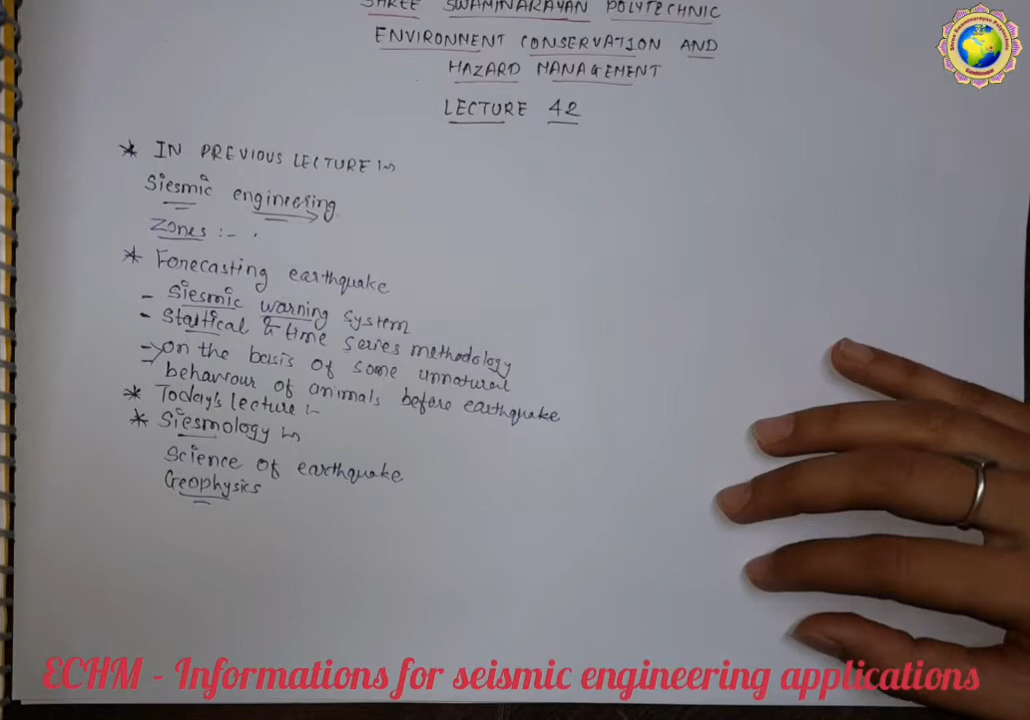 SHREE SWAMINARAYAN POLYTECHNIC
ENVIRONMENT CONSERVATION AND
HAZARD MANAGEMENT
LECTURE 42
* IN PREVIOUS LECTURE :-
Siesmic engineering
Zones :-
* Forecasting earthquake
- Siesmic warning system
- Stastical & time series methodology
-> On the basis of some unnatural
behavour of animals before earthquake
* Today's lecture :-
* Siesmology :-
Science of earthquake
Geophysics
ECHM - Informations for seismic engineering applications